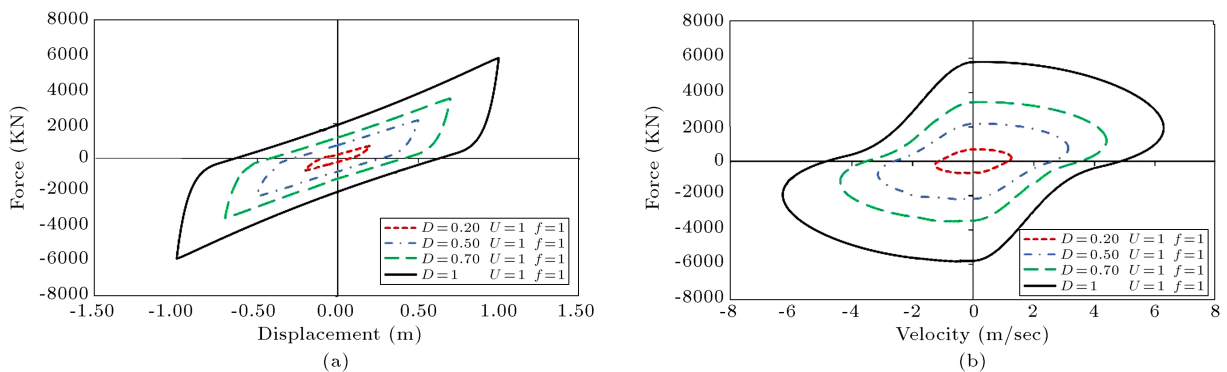 8000
6000
4000
2000
0
-2000
-4000
-6000
-8000
Force (KN)
-1.50 -1.00 -0.50 0.00 0.50 1.00 1.50
Displacement (m)
D=0.20 U=1 f=1
D=0.50 U=1 f=1
D=0.70 U=1 f=1
D=1 U=1 f=1
(a)
8000
6000
4000
2000
0
-2000
-4000
-6000
-8000
Force (KN)
-8 -6 -4 -2 0 2 4 6 8
Velocity (m/sec)
D=0.20 U=1 f=1
D=0.50 U=1 f=1
D=0.70 U=1 f=1
D=1 U=1 f=1
(b)